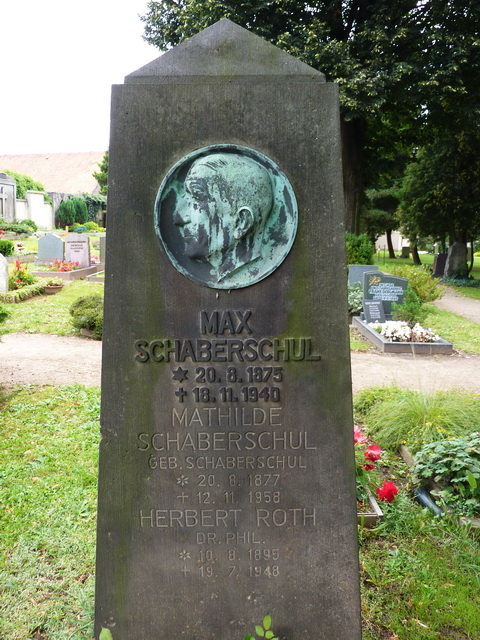 MAX
SCHABERSCHUL
* 20. 8. 1875
+ 18. 11. 1940
MATHILDE
SCHABERSCHUL
GEB. SCHABERSCHUL
* 20. 8. 1877
+ 12. 11. 1958
HERBERT ROTH
DR. PHIL.
* 10. 8. 1895
+ 19. 7. 1948